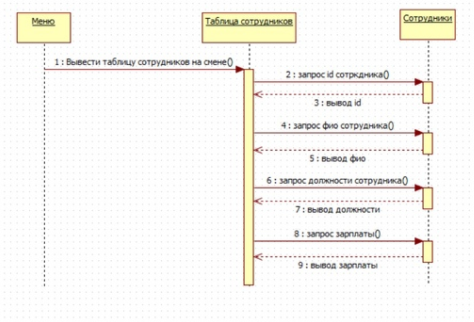 Меню
Таблица сотрудников
Сотрудники
1 : Вывести таблицу сотрудников на смене()
2 : запрос id сотркдника()
3 : вывод id
4 : запрос фио сотрудника()
5 : вывод фио
6 : запрос должности сотрудника()
7 : вывод должности
8 : запрос зарплаты()
9 : вывод зарплаты